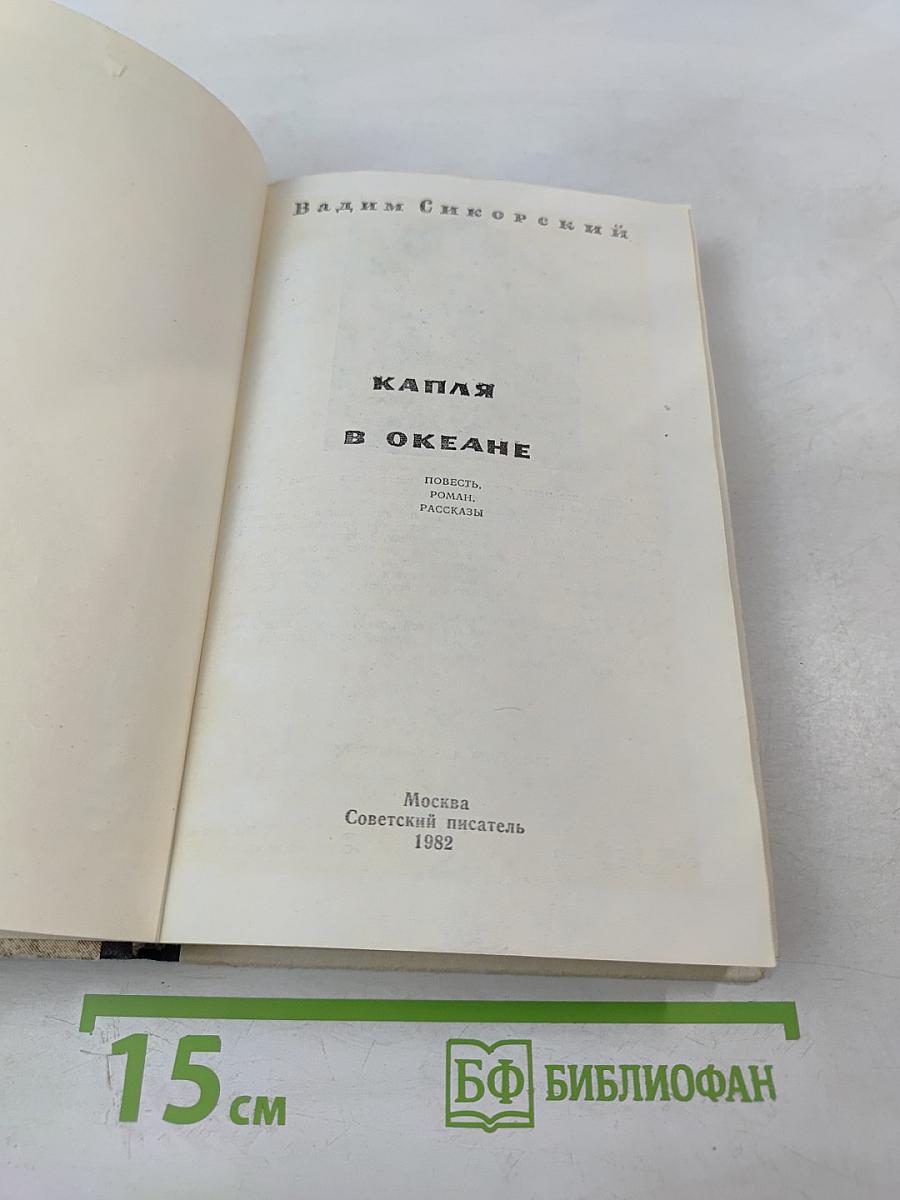 Вадим Сикорский
КАПЛЯ
В ОКЕАНЕ
ПОВЕСТЬ,
РОМАН,
РАССКАЗЫ
Москва
Советский писатель
1982
15 см
БФ БИБЛИОФАН